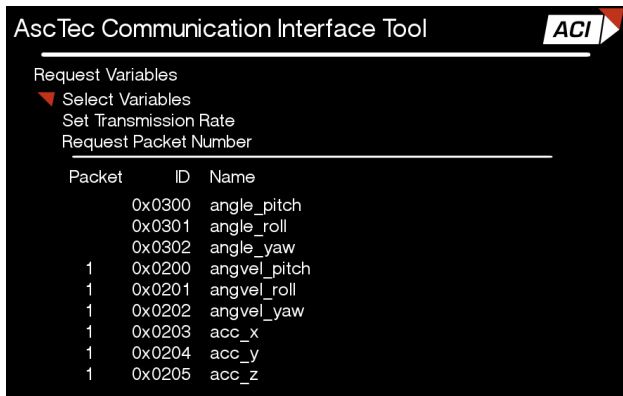 AscTec Communication Interface Tool ACI
Request Variables
Select Variables
Set Transmission Rate
Request Packet Number
Packet ID Name
0x0300 angle_pitch
0x0301 angle_roll
0x0302 angle_yaw
1 0x0200 angvel_pitch
1 0x0201 angvel_roll
1 0x0202 angvel_yaw
1 0x0203 acc_x
1 0x0204 acc_y
1 0x0205 acc_z